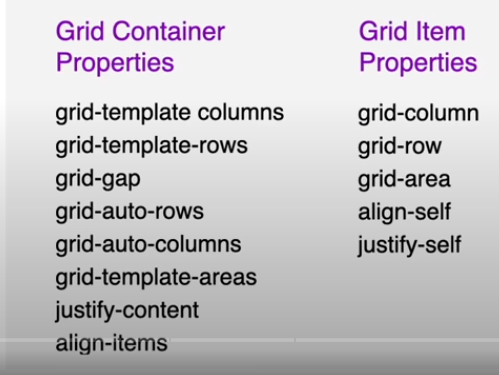 Grid Container
Properties
grid-template columns
grid-template-rows
grid-gap
grid-auto-rows
grid-auto-columns
grid-template-areas
justify-content
align-items
Grid Item
Properties
grid-column
grid-row
grid-area
align-self
justify-self